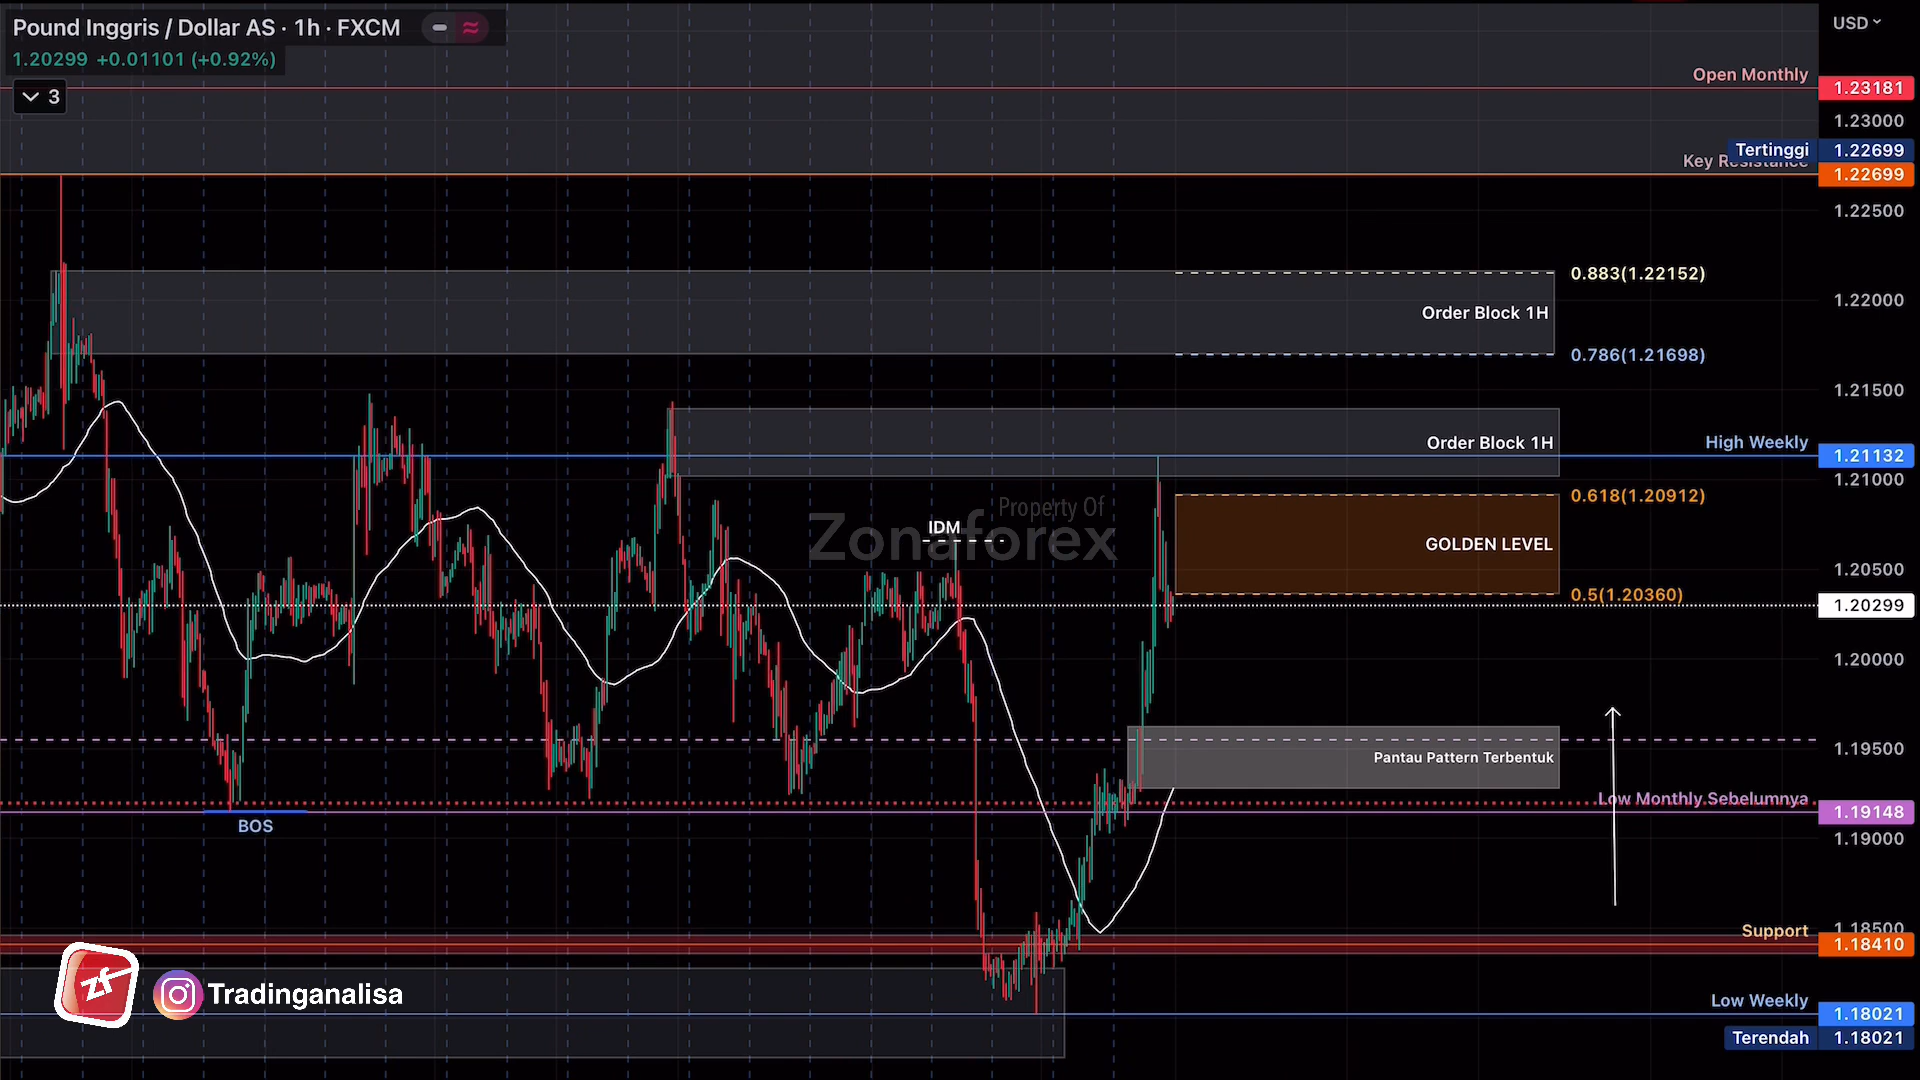 Pound Inggris / Dollar AS · 1h · FXCM
1.20299 +0.01101 (+0.92%)
3
USD
Open Monthly
1.23181
1.23000
Tertinggi
1.22699
Key Resistance
1.22699
1.22500
0.883(1.22152)
1.22000
Order Block 1H
0.786(1.21698)
1.21500
Order Block 1H
High Weekly
1.21132
1.21000
0.618(1.20912)
Property Of
Zonaforex
IDM
GOLDEN LEVEL
1.20500
0.5(1.20360)
1.20299
1.20000
1.19500
Pantau Pattern Terbentuk
Low Monthly Sebelumnya
1.19148
BOS
1.19000
1.18500
Support
1.18410
zf
Tradinganalisa
Low Weekly
1.18021
Terendah
1.18021